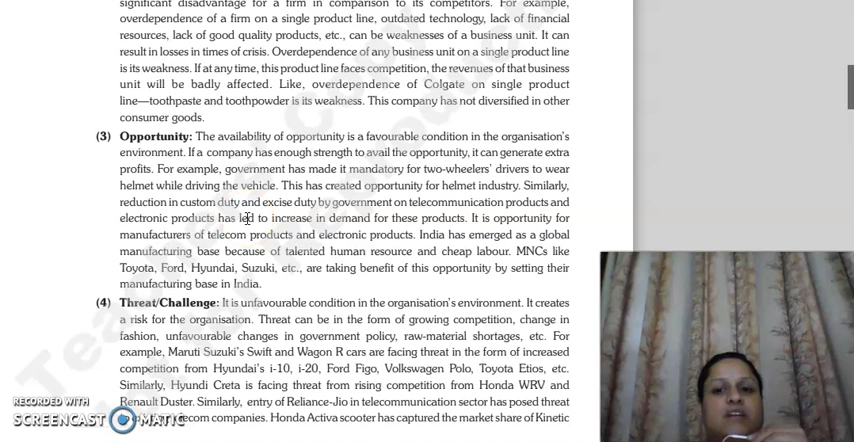 significant disadvantage for a firm in comparison to its competitors. For example,
overdependence of a firm on a single product line, outdated technology, lack of financial
resources, lack of good quality products, etc., can be weaknesses of a business unit. It can
result in losses in times of crisis. Overdependence of any business unit on a single product line
is its weakness. If at any time, this product line faces competition, the revenues of that business
unit will be badly affected. Like, overdependence of Colgate on single product
line—toothpaste and toothpowder is its weakness. This company has not diversified in other
consumer goods.
(3) Opportunity: The availability of opportunity is a favourable condition in the organisation's
environment. If a company has enough strength to avail the opportunity, it can generate extra
profits. For example, government has made it mandatory for two-wheelers' drivers to wear
helmet while driving the vehicle. This has created opportunity for helmet industry. Similarly,
reduction in custom duty and excise duty by government on telecommunication products and
electronic products has led to increase in demand for these products. It is opportunity for
manufacturers of telecom products and electronic products. India has emerged as a global
manufacturing base because of talented human resource and cheap labour. MNCs like
Toyota, Ford, Hyundai, Suzuki, etc., are taking benefit of this opportunity by setting their
manufacturing base in India.
(4) Threat/Challenge: It is unfavourable condition in the organisation's environment. It creates
a risk for the organisation. Threat can be in the form of growing competition, change in
fashion, unfavourable changes in government policy, raw-material shortages, etc. For
example, Maruti Suzuki's Swift and Wagon R cars are facing threat in the form of increased
competition from Hyundai's i-10, i-20, Ford Figo, Volkswagen Polo, Toyota Etios, etc.
Similarly, Hyundi Creta is facing threat from rising competition from Honda WRV and
Renault Duster. Similarly, entry of Reliance-Jio in telecommunication sector has posed threat
telecom companies. Honda Activa scooter has captured the market share of Kinetic
Teachers' Copy
RECORDED WITH
SCREENCAST MATIC